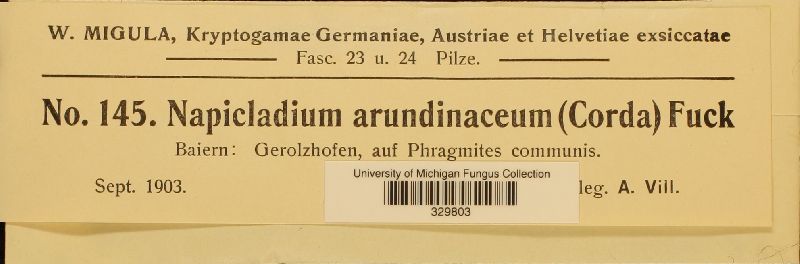 W. MIGULA, Kryptogamae Germaniae, Austriae et Helvetiae exsiccatae
Fasc. 23 u. 24 Pilze.
No. 145. Napicladium arundinaceum (Corda) Fuck
Baiern: Gerolzhofen, auf Phragmites communis.
Sept. 1903. leg. A. Vill.
University of Michigan Fungus Collection
329803